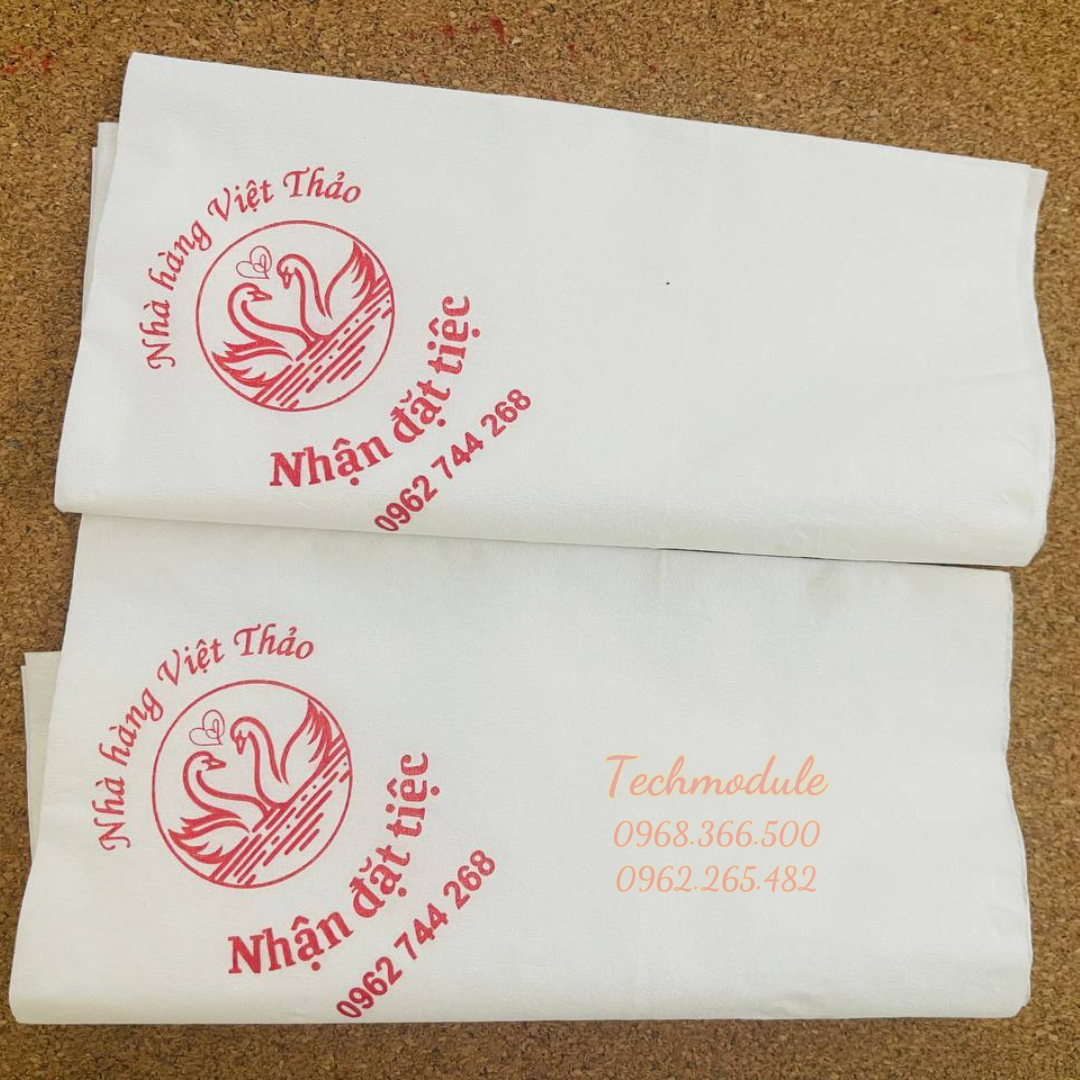 Nhà hàng Việt Thảo
Nhận đặt tiệc
0962 744 268
Nhà hàng Việt Thảo
Nhận đặt tiệc
0962 744 268
Techmodule
0968.366.500
0962.265.482